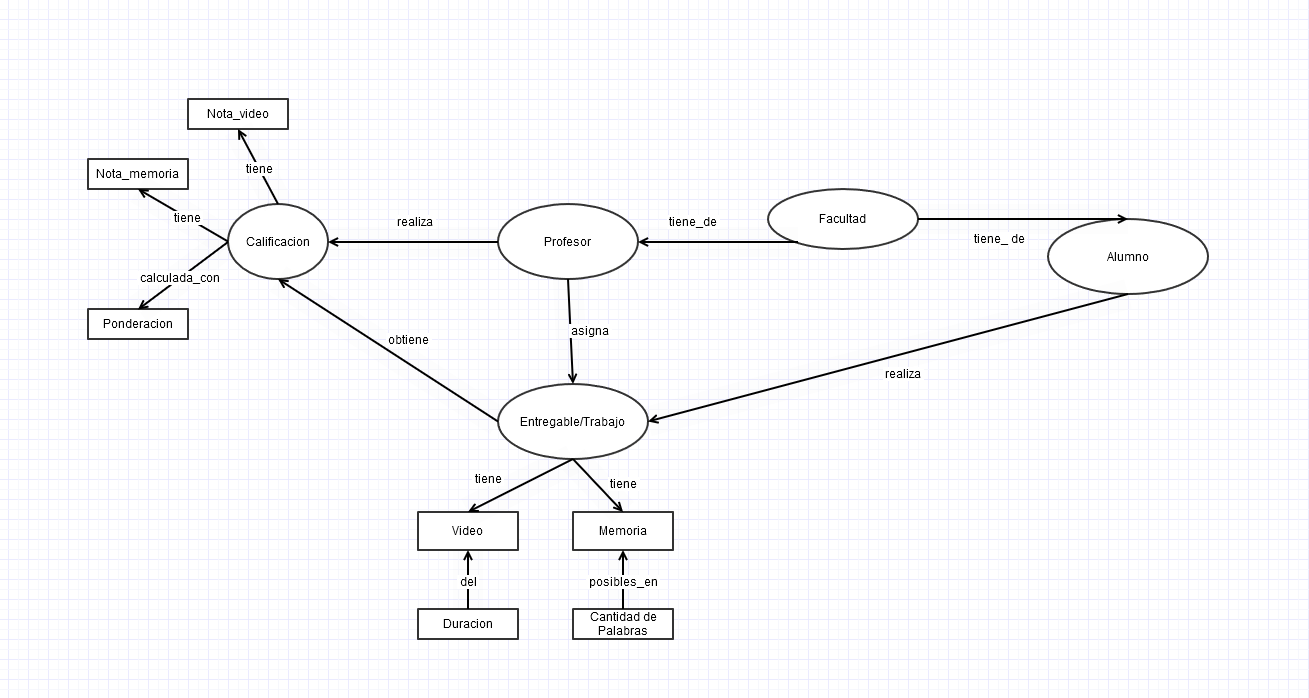 Nota_video
Nota_memoria
tiene
tiene
Facultad
realiza
tiene_de
Calificacion
Profesor
tiene_ de
Alumno
calculada_con
Ponderacion
asigna
obtiene
realiza
Entregable/Trabajo
tiene
tiene
Video
Memoria
del
posibles_en
Duracion
Cantidad de
Palabras